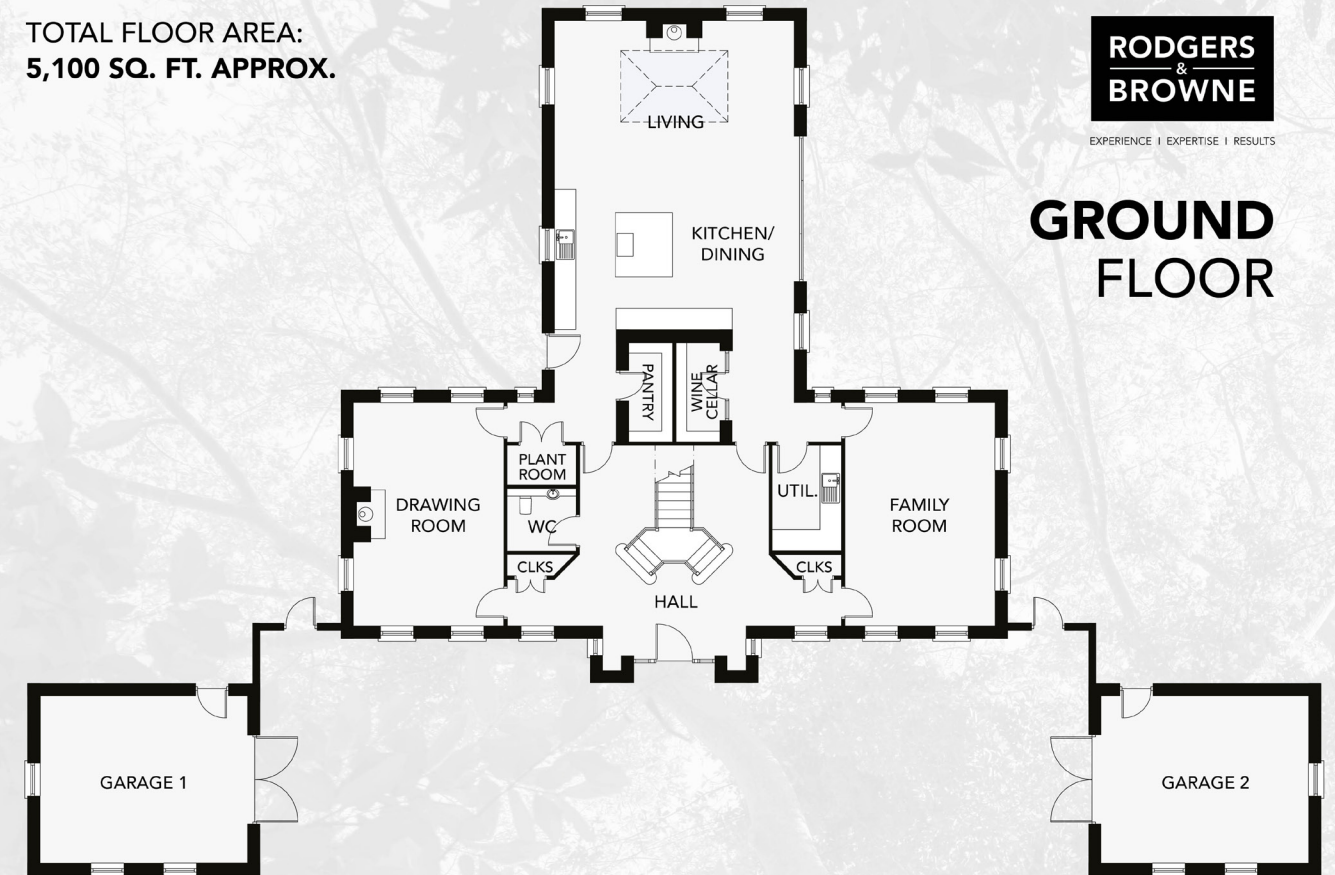 TOTAL FLOOR AREA:
5,100 SQ. FT. APPROX.
RODGERS
&
BROWNE
EXPERIENCE I EXPERTISE I RESULTS
GROUND
FLOOR
LIVING
KITCHEN/
DINING
PANTRY
WINE
CELLAR
PLANT
ROOM
DRAWING
ROOM
WC
CLKS
UTIL.
FAMILY
ROOM
CLKS
HALL
GARAGE 1
GARAGE 2